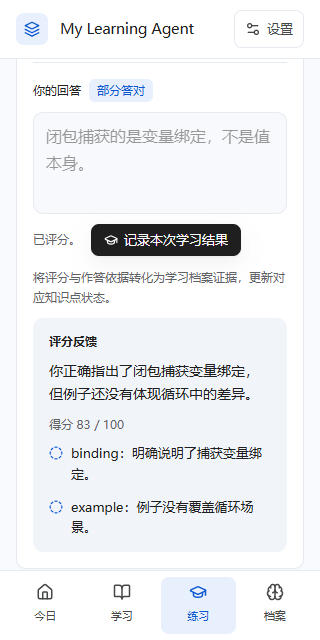 My Learning Agent
设置
你的回答
部分答对
闭包捕获的是变量绑定，不是值
本身。
已评分。
记录本次学习结果
将评分与作答依据转化为学习档案证据，更新对
应知识点状态。
评分反馈
你正确指出了闭包捕获变量绑定，
但例子还没有体现循环中的差异。
得分 83 / 100
binding：明确说明了捕获变量绑
定。
example：例子没有覆盖循环场
景。
今日
学习
练习
档案